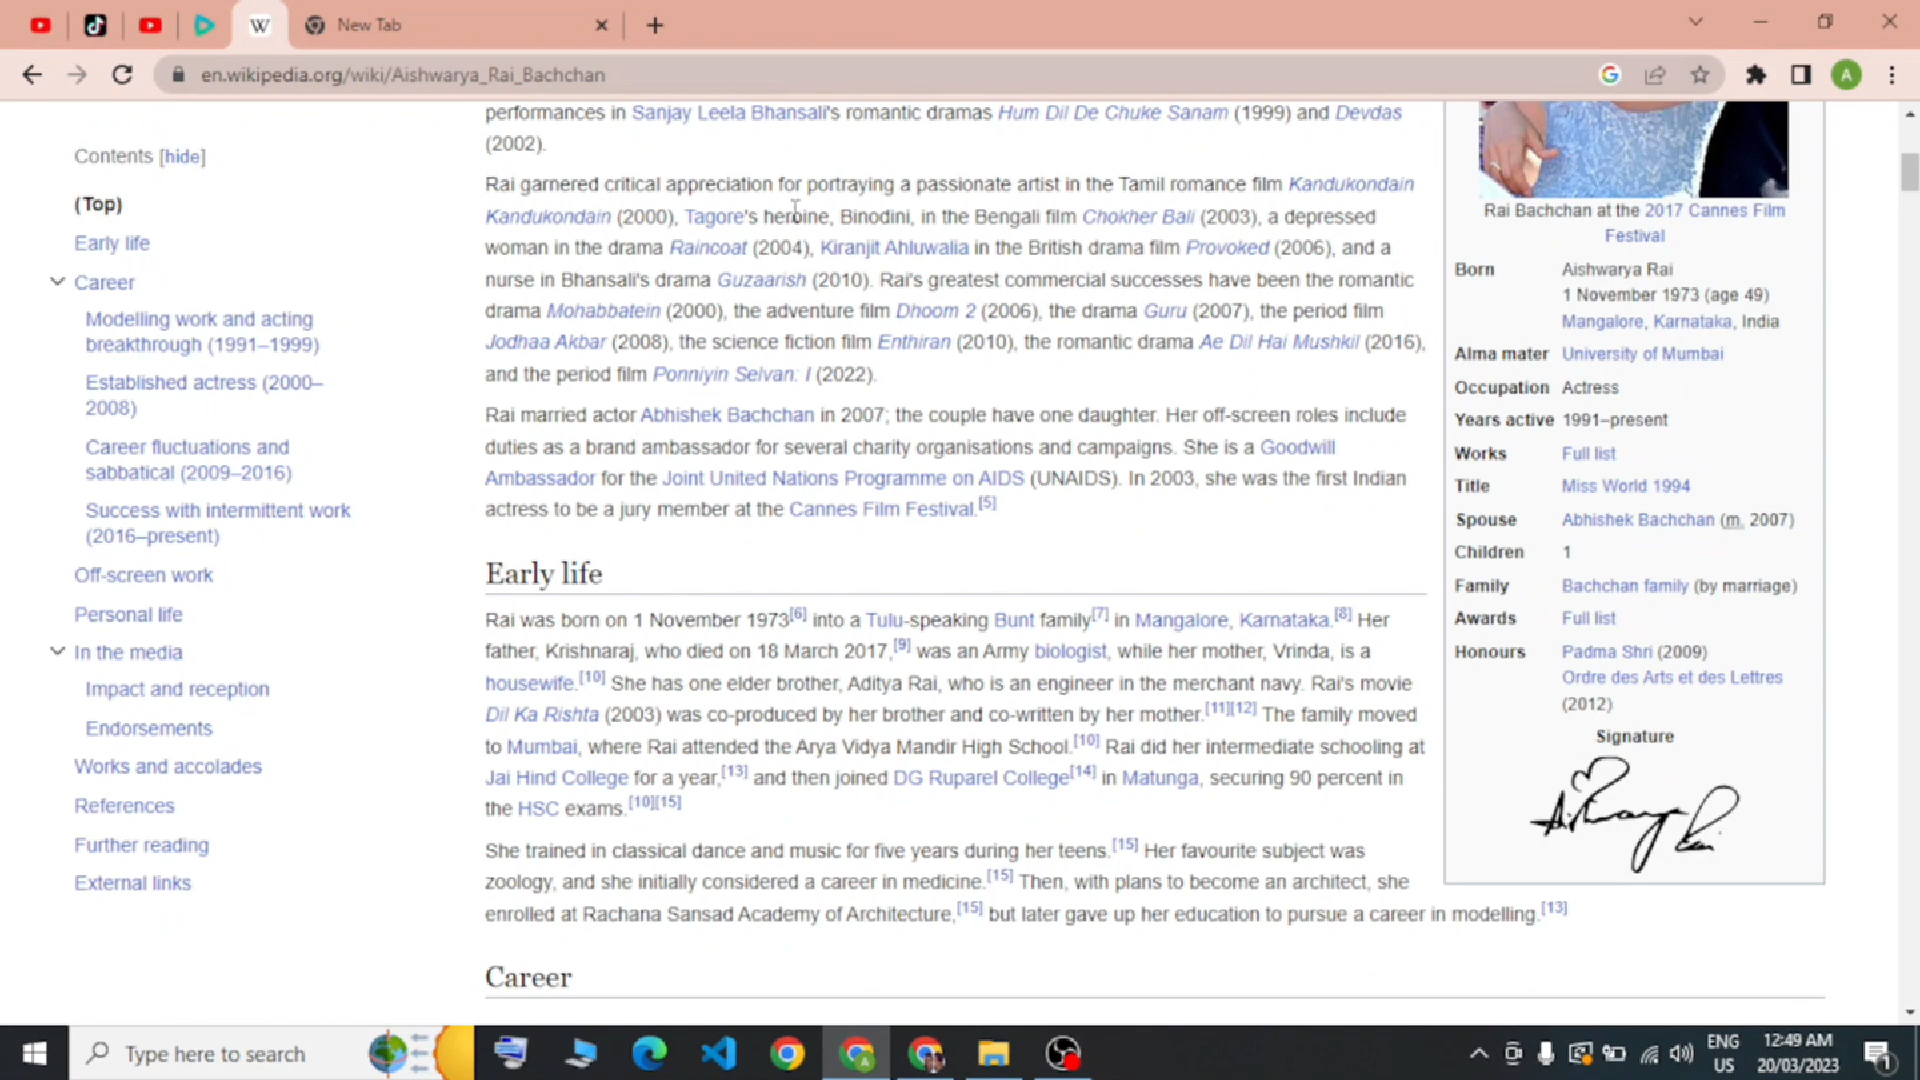 New Tab
en.wikipedia.org/wiki/Aishwarya_Rai_Bachchan
A
Contents [hide]
(Top)
Early life
Career
Modelling work and acting
breakthrough (1991–1999)
Established actress (2000–
2008)
Career fluctuations and
sabbatical (2009–2016)
Success with intermittent work
(2016–present)
Off-screen work
Personal life
In the media
Impact and reception
Endorsements
Works and accolades
References
Further reading
External links
performances in Sanjay Leela Bhansali's romantic dramas Hum Dil De Chuke Sanam (1999) and Devdas
(2002).
Rai garnered critical appreciation for portraying a passionate artist in the Tamil romance film Kandukondain
Kandukondain (2000), Tagore's heroine, Binodini, in the Bengali film Chokher Bali (2003), a depressed
woman in the drama Raincoat (2004), Kiranjit Ahluwalia in the British drama film Provoked (2006), and a
nurse in Bhansali's drama Guzaarish (2010). Rai's greatest commercial successes have been the romantic
drama Mohabbatein (2000), the adventure film Dhoom 2 (2006), the drama Guru (2007), the period film
Jodhaa Akbar (2008), the science fiction film Enthiran (2010), the romantic drama Ae Dil Hai Mushkil (2016),
and the period film Ponniyin Selvan: I (2022).
Rai married actor Abhishek Bachchan in 2007; the couple have one daughter. Her off-screen roles include
duties as a brand ambassador for several charity organisations and campaigns. She is a Goodwill
Ambassador for the Joint United Nations Programme on AIDS (UNAIDS). In 2003, she was the first Indian
actress to be a jury member at the Cannes Film Festival.[5]
Early life
Rai was born on 1 November 1973[6] into a Tulu-speaking Bunt family[7] in Mangalore, Karnataka.[8] Her
father, Krishnaraj, who died on 18 March 2017,[9] was an Army biologist, while her mother, Vrinda, is a
housewife.[10] She has one elder brother, Aditya Rai, who is an engineer in the merchant navy. Rai's movie
Dil Ka Rishta (2003) was co-produced by her brother and co-written by her mother.[11][12] The family moved
to Mumbai, where Rai attended the Arya Vidya Mandir High School.[10] Rai did her intermediate schooling at
Jai Hind College for a year,[13] and then joined DG Ruparel College[14] in Matunga, securing 90 percent in
the HSC exams.[10][15]
She trained in classical dance and music for five years during her teens.[15] Her favourite subject was
zoology, and she initially considered a career in medicine.[15] Then, with plans to become an architect, she
enrolled at Rachana Sansad Academy of Architecture,[15] but later gave up her education to pursue a career in modelling.[13]
Career
Rai Bachchan at the 2017 Cannes Film
Festival
Born Aishwarya Rai
1 November 1973 (age 49)
Mangalore, Karnataka, India
Alma mater University of Mumbai
Occupation Actress
Years active 1991–present
Works Full list
Title Miss World 1994
Spouse Abhishek Bachchan (m. 2007)
Children 1
Family Bachchan family (by marriage)
Awards Full list
Honours Padma Shri (2009)
Ordre des Arts et des Lettres
(2012)
Signature
Aishwarya Rai
Type here to search
ENG
US
12:49 AM
20/03/2023
1